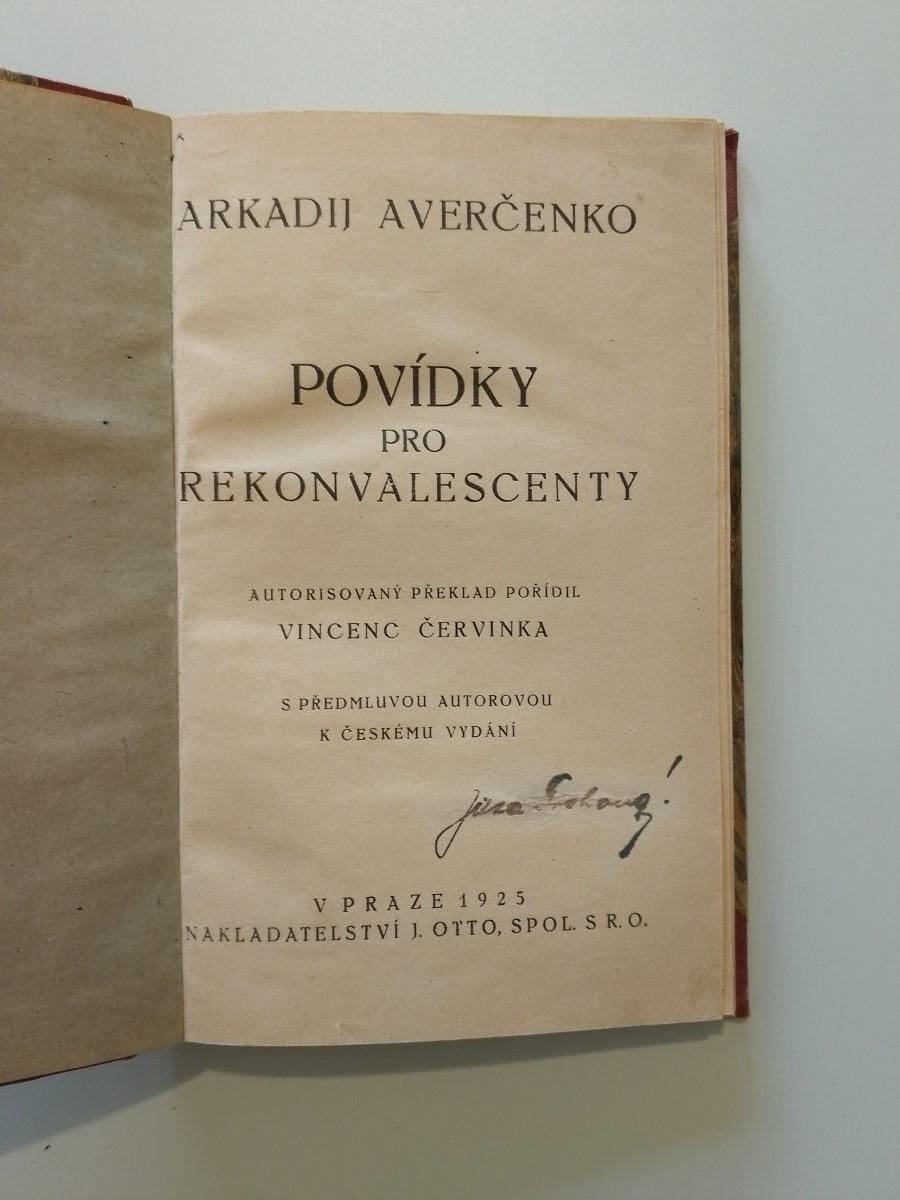 ARKADIJ AVERČENKO
POVÍDKY
PRO
REKONVALESCENTY
AUTORISOVANÝ PŘEKLAD POŘÍDIL
VINCENC ČERVINKA
S PŘEDMLUVOU AUTOROVOU
K ČESKÉMU VYDÁNÍ
V PRAZE 1925
NAKLADATELSTVÍ J. OTTO, SPOL. S R. O.